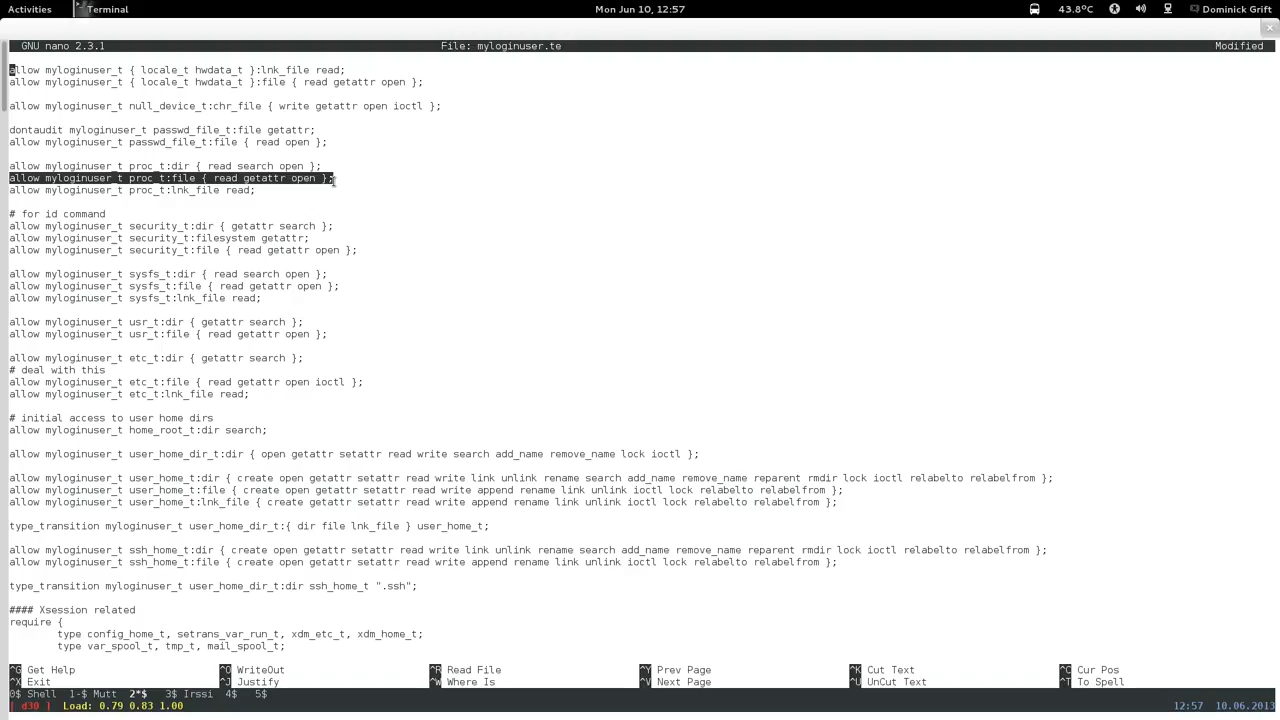 Activities Terminal Mon Jun 10, 12:57 43.8°C Dominick Grift
GNU nano 2.3.1 File: myloginuser.te Modified
allow myloginuser_t { locale_t hwdata_t }:lnk_file read;
allow myloginuser_t { locale_t hwdata_t }:file { read getattr open };
allow myloginuser_t null_device_t:chr_file { write getattr open ioctl };
dontaudit myloginuser_t passwd_file_t:file getattr;
allow myloginuser_t passwd_file_t:file { read open };
allow myloginuser_t proc_t:dir { read search open };
allow myloginuser_t proc_t:file { read getattr open };
allow myloginuser_t proc_t:lnk_file read;
# for id command
allow myloginuser_t security_t:dir { getattr search };
allow myloginuser_t security_t:filesystem getattr;
allow myloginuser_t security_t:file { read getattr open };
allow myloginuser_t sysfs_t:dir { read search open };
allow myloginuser_t sysfs_t:file { read getattr open };
allow myloginuser_t sysfs_t:lnk_file read;
allow myloginuser_t usr_t:dir { getattr search };
allow myloginuser_t usr_t:file { read getattr open };
allow myloginuser_t etc_t:dir { getattr search };
# deal with this
allow myloginuser_t etc_t:file { read getattr open ioctl };
allow myloginuser_t etc_t:lnk_file read;
# initial access to user home dirs
allow myloginuser_t home_root_t:dir search;
allow myloginuser_t user_home_dir_t:dir { open getattr setattr read write search add_name remove_name lock ioctl };
allow myloginuser_t user_home_t:dir { create open getattr setattr read write link unlink rename search add_name remove_name reparent rmdir lock ioctl relabelto relabelfrom };
allow myloginuser_t user_home_t:file { create open getattr setattr read write append rename link unlink ioctl lock relabelto relabelfrom };
allow myloginuser_t user_home_t:lnk_file { create open getattr setattr read write append rename link unlink ioctl lock relabelto relabelfrom };
type_transition myloginuser_t user_home_dir_t:{ dir file lnk_file } user_home_t;
allow myloginuser_t ssh_home_t:dir { create open getattr setattr read write link unlink rename search add_name remove_name reparent rmdir lock ioctl relabelto relabelfrom };
allow myloginuser_t ssh_home_t:file { create open getattr setattr read write append rename link unlink ioctl lock relabelto relabelfrom };
type_transition myloginuser_t user_home_dir_t:dir ssh_home_t ".ssh";
#### Xsession related
require {
type config_home_t, setrans_var_run_t, xdm_etc_t, xdm_home_t;
type var_spool_t, tmp_t, mail_spool_t;
^G Get Help ^O WriteOut ^R Read File ^Y Prev Page ^K Cut Text ^C Cur Pos
^X Exit ^J Justify ^W Where Is ^V Next Page ^U UnCut Text ^T To Spell
0$ Shell 1-$ Mutt 2*$ 3$ Irssi 4$ 5$
[ d30 ] Load: 0.79 0.83 1.00 12:57 10.06.2013